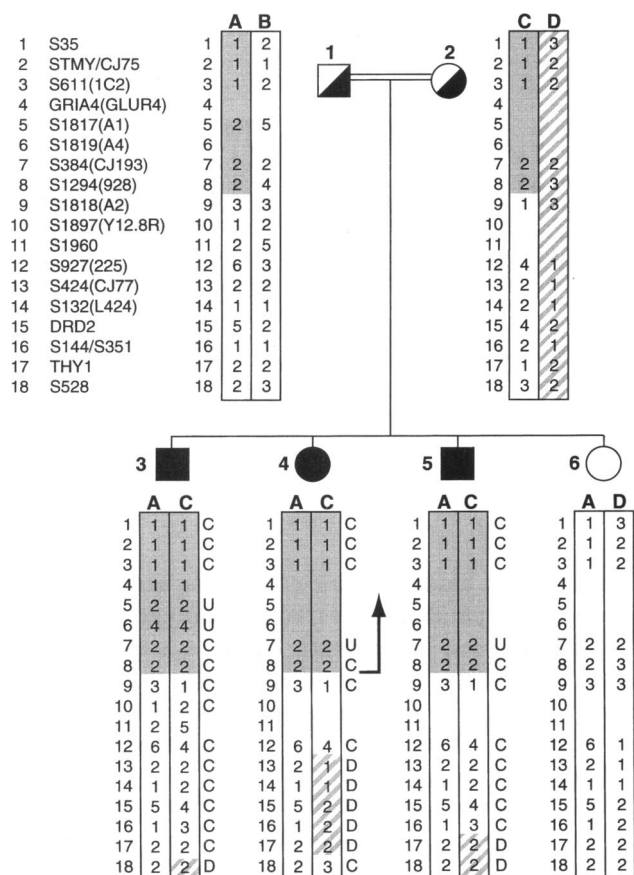 A B C D
1 S35 1 1 2 1 2 1 1 3
2 STMY/CJ75 2 1 1 2 1 2
3 S611(1C2) 3 1 2 3 1 2
4 GRIA4(GLUR4) 4 4
5 S1817(A1) 5 2 5 5
6 S1819(A4) 6 6
7 S384(CJ193) 7 2 2 7 2 2
8 S1294(928) 8 2 4 8 2 3
9 S1818(A2) 9 3 3 9 1 3
10 S1897(Y12.8R) 10 1 2 10
11 S1960 11 2 5 11
12 S927(225) 12 6 3 12 4 1
13 S424(CJ77) 13 2 2 13 2 1
14 S132(L424) 14 1 1 14 2 1
15 DRD2 15 5 2 15 4 2
16 S144/S351 16 1 1 16 2 1
17 THY1 17 2 2 17 1 2
18 S528 18 2 3 18 3 2
3 4 5 6
A C A C A C A D
1 1 1 C 1 1 1 C 1 1 1 C 1 1 3
2 1 1 C 2 1 1 C 2 1 1 C 2 1 2
3 1 1 C 3 1 1 C 3 1 1 C 3 1 2
4 1 1 4 4 4
5 2 2 U 5 5 5
6 4 4 U 6 6 6
7 2 2 C 7 2 2 U 7 2 2 U 7 2 2
8 2 2 C 8 2 2 C 8 2 2 C 8 2 3
9 3 1 C 9 3 1 C 9 3 1 C 9 3 3
10 1 2 C 10 10 10
11 2 5 11 11 11
12 6 4 C 12 6 4 C 12 6 4 C 12 6 1
13 2 2 C 13 2 1 D 13 2 2 C 13 2 1
14 1 2 C 14 1 1 D 14 1 2 C 14 1 1
15 5 4 C 15 5 2 D 15 5 4 C 15 5 2
16 1 3 C 16 1 2 D 16 1 3 C 16 1 2
17 2 2 C 17 2 2 D 17 2 2 D 17 2 2
18 2 2 D 18 2 3 C 18 2 2 D 18 2 2